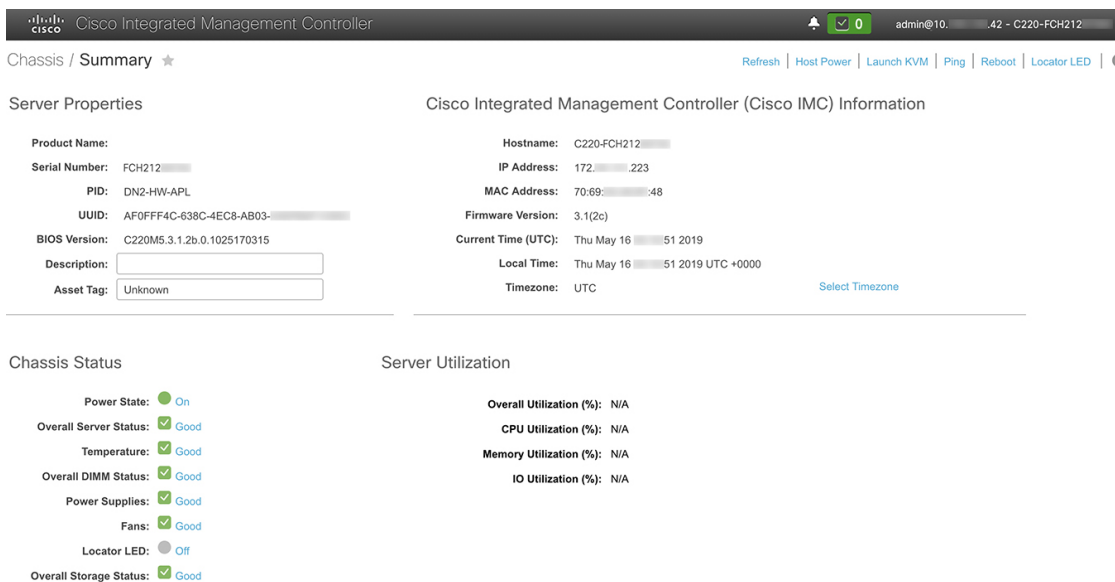 cisco Cisco Integrated Management Controller 0 admin@10. .42 - C220-FCH212
Chassis / Summary Refresh Host Power Launch KVM Ping Reboot Locator LED
Server Properties
Product Name:
Serial Number: FCH212
PID: DN2-HW-APL
UUID: AF0FFF4C-638C-4EC8-AB03-
BIOS Version: C220M5.3.1.2b.0.1025170315
Description:
Asset Tag: Unknown
Cisco Integrated Management Controller (Cisco IMC) Information
Hostname: C220-FCH212
IP Address: 172. .223
MAC Address: 70:69: :48
Firmware Version: 3.1(2c)
Current Time (UTC): Thu May 16 51 2019
Local Time: Thu May 16 51 2019 UTC +0000
Timezone: UTC Select Timezone
Chassis Status
Power State: On
Overall Server Status: Good
Temperature: Good
Overall DIMM Status: Good
Power Supplies: Good
Fans: Good
Locator LED: Off
Overall Storage Status: Good
Server Utilization
Overall Utilization (%): N/A
CPU Utilization (%): N/A
Memory Utilization (%): N/A
IO Utilization (%): N/A